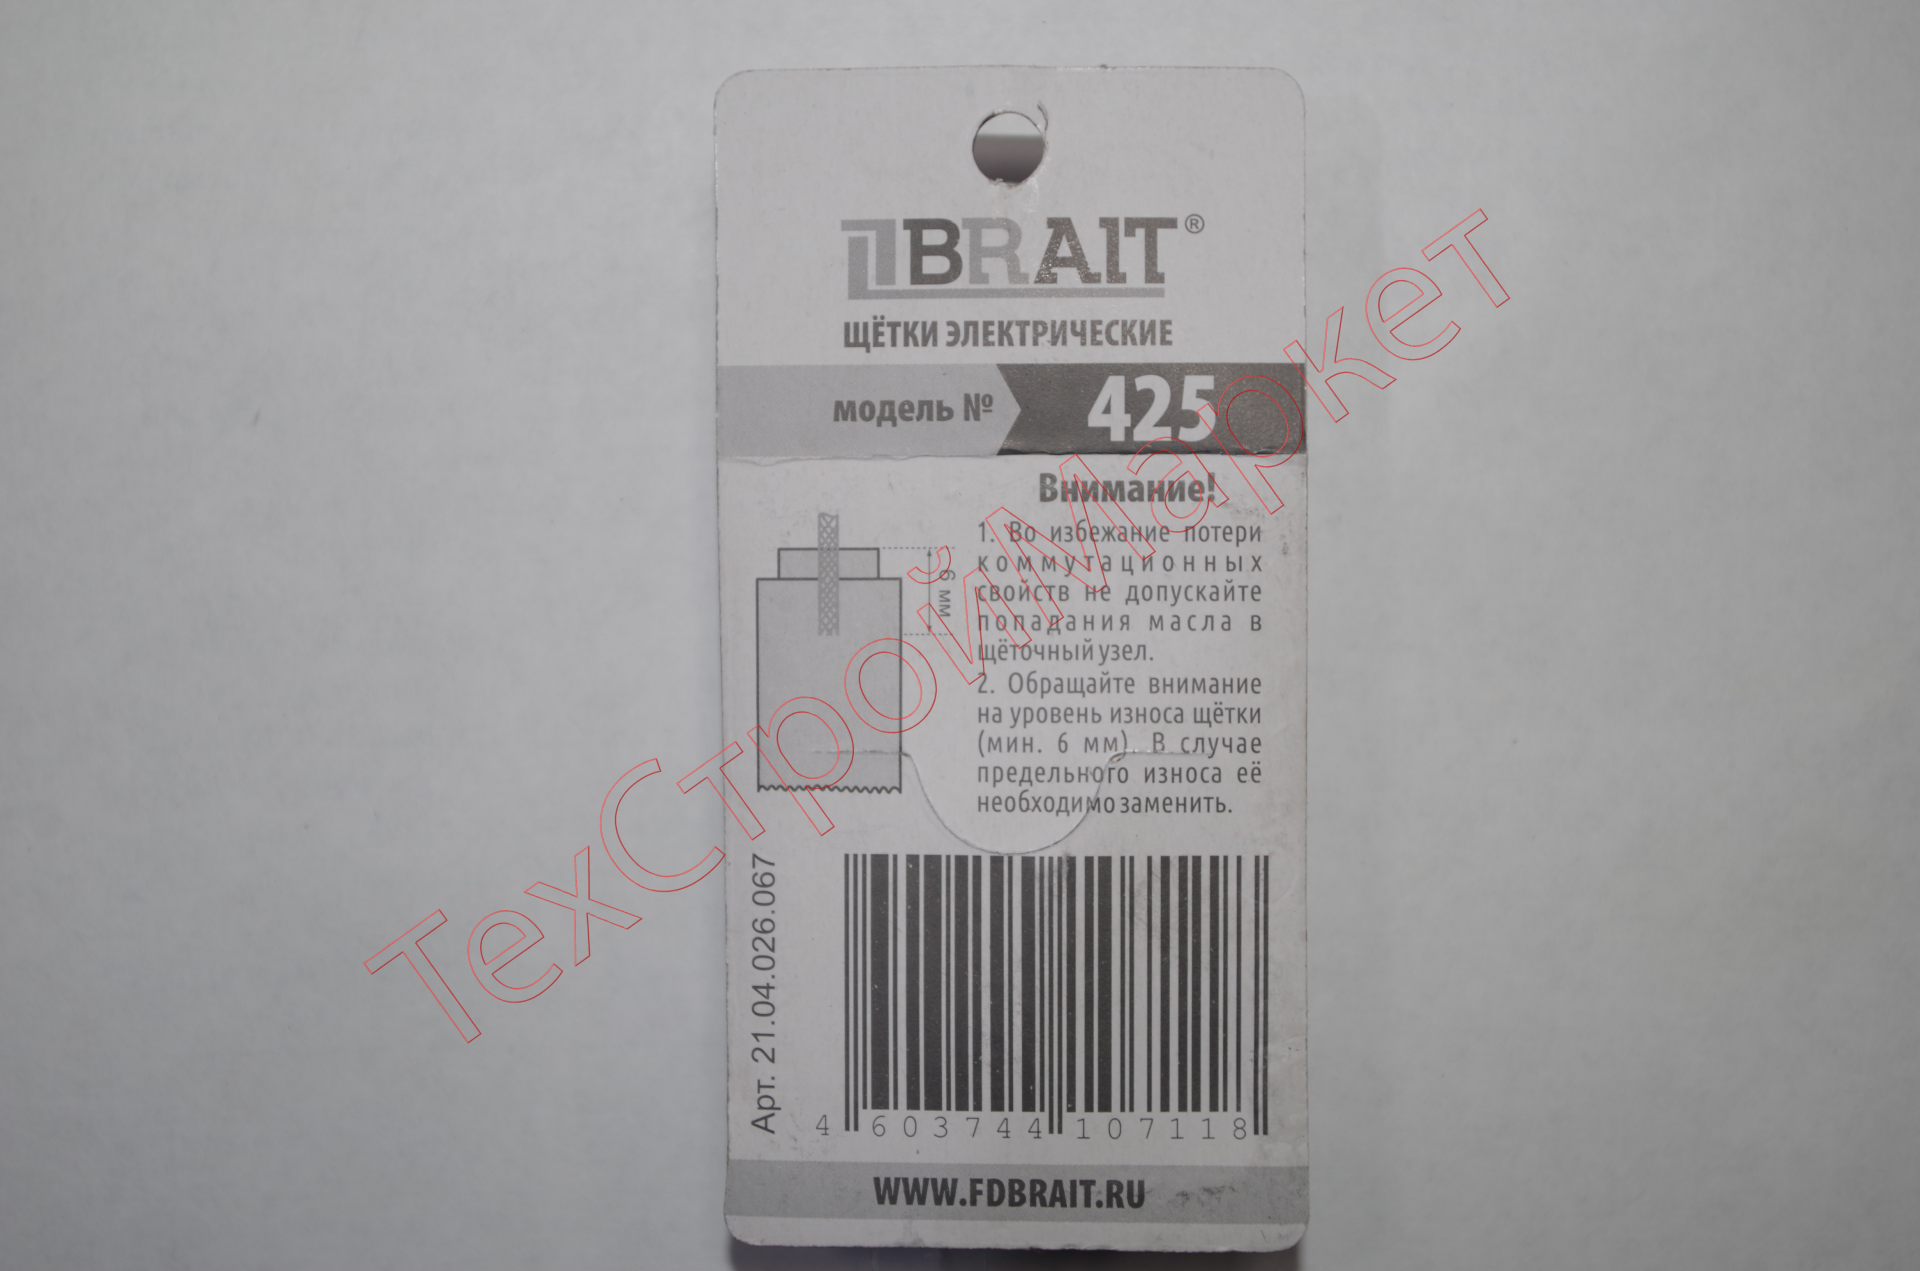 BRAIT®
ЩЁТКИ ЭЛЕКТРИЧЕСКИЕ
модель № 425
Внимание!
1. Во избежание потери
коммутационных
свойств не допускайте
попадания масла в
щёточный узел.
2. Обращайте внимание
на уровень износа щётки
(мин. 6 мм). В случае
предельного износа её
необходимо заменить.
6 мм
Арт. 21.04.026.067
4 603744 107118
WWW.FDBRAIT.RU
ТехСтройМаркет